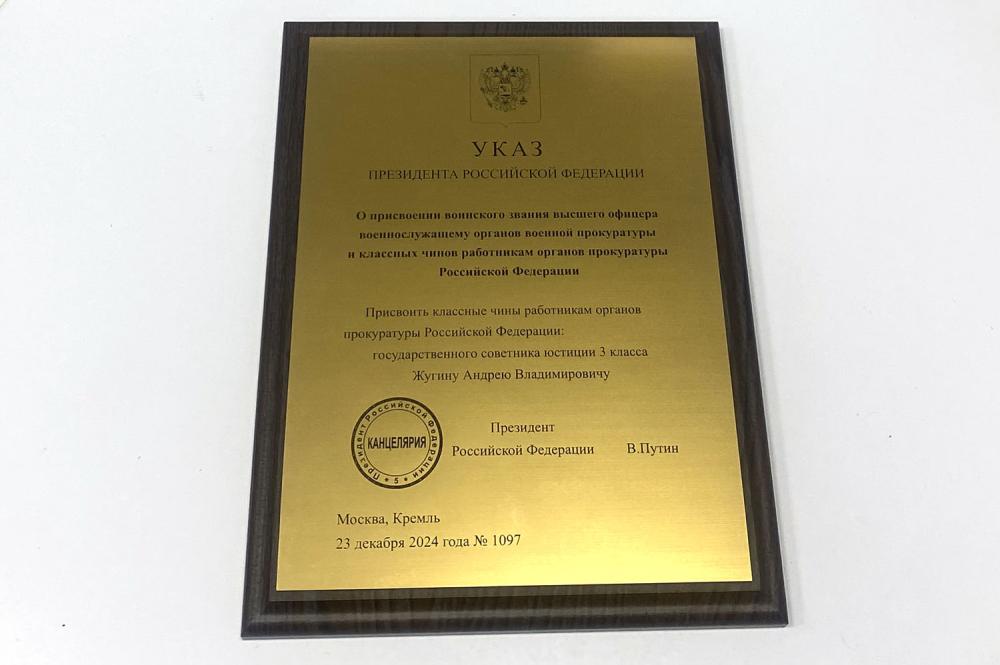 УКАЗ
ПРЕЗИДЕНТА РОССИЙСКОЙ ФЕДЕРАЦИИ
О присвоении воинского звания высшего офицера
военнослужащему органов военной прокуратуры
и классных чинов работникам органов прокуратуры
Российской Федерации
Присвоить классные чины работникам органов
прокуратуры Российской Федерации:
государственного советника юстиции 3 класса
Жугину Андрею Владимировичу
Президент Российской Федерации
КАНЦЕЛЯРИЯ
* 5 *
Президент
Российской Федерации В.Путин
Москва, Кремль
23 декабря 2024 года № 1097